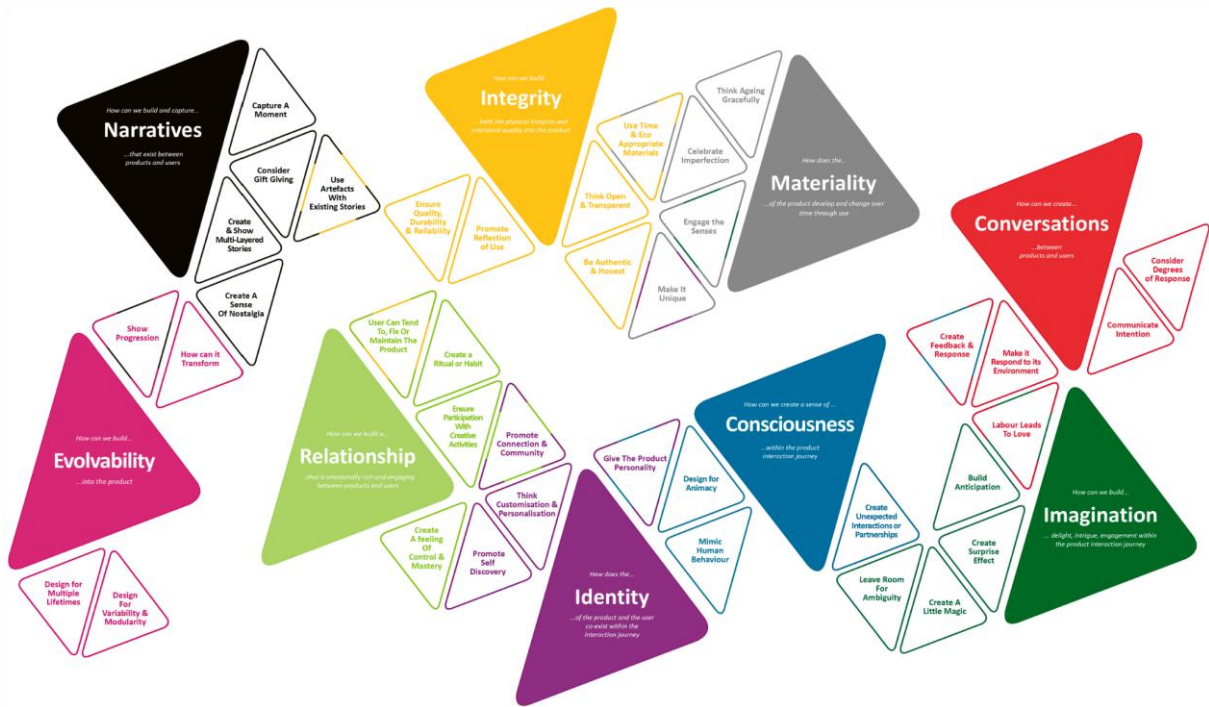 How can we build and capture...
Narratives
...that exist between
products and users
Capture A
Moment
Consider
Gift Giving
Use
Artefacts
With
Existing Stories
Create
& Show
Multi-Layered
Stories
Create A
Sense
Of Nostalgia
How can we build...
Integrity
...both the physical integrity and
emotional quality into the product
Ensure
Quality,
Durability
& Reliability
Promote
Reflection
of Use
Use Time
& Eco
Appropriate
Materials
Think Open
& Transparent
Be Authentic
& Honest
Think Ageing
Gracefully
Celebrate
Imperfection
Engage the
Senses
Make It
Unique
How does the...
Materiality
...of the product develop and change over
time through use
How can we create...
Conversations
...between
products and users
Consider
Degrees
of Response
Communicate
Intention
Create
Feedback &
Response
Make it
Respond to its
Environment
Labour Leads
To Love
Show
Progression
How can it
Transform
How can we build...
Evolvability
...into the product
Design for
Multiple
Lifetimes
Design
For
Variability &
Modularity
User Can Tend
To, Fix Or
Maintain The
Product
Create a
Ritual or Habit
Ensure
Participation
With
Creative
Activities
How can we build a...
Relationship
...that is emotionally rich and engaging
between products and users
Create
A feeling
Of
Control &
Mastery
Promote
Connection &
Community
Think
Customisation &
Personalisation
Promote
Self
Discovery
Give The Product
Personality
How does the...
Identity
...of the product and the user
co-exist within the
interaction journey
How can we create a sense of....
Consciousness
...within the product
interaction journey
Design for
Animacy
Mimic
Human
Behaviour
Create
Unexpected
Interactions or
Partnerships
Build
Anticipation
Create
Surprise
Effect
Leave Room
For
Ambiguity
Create A
Little Magic
How can we build...
Imagination
... delight, intrigue, engagement within
the product interaction journey